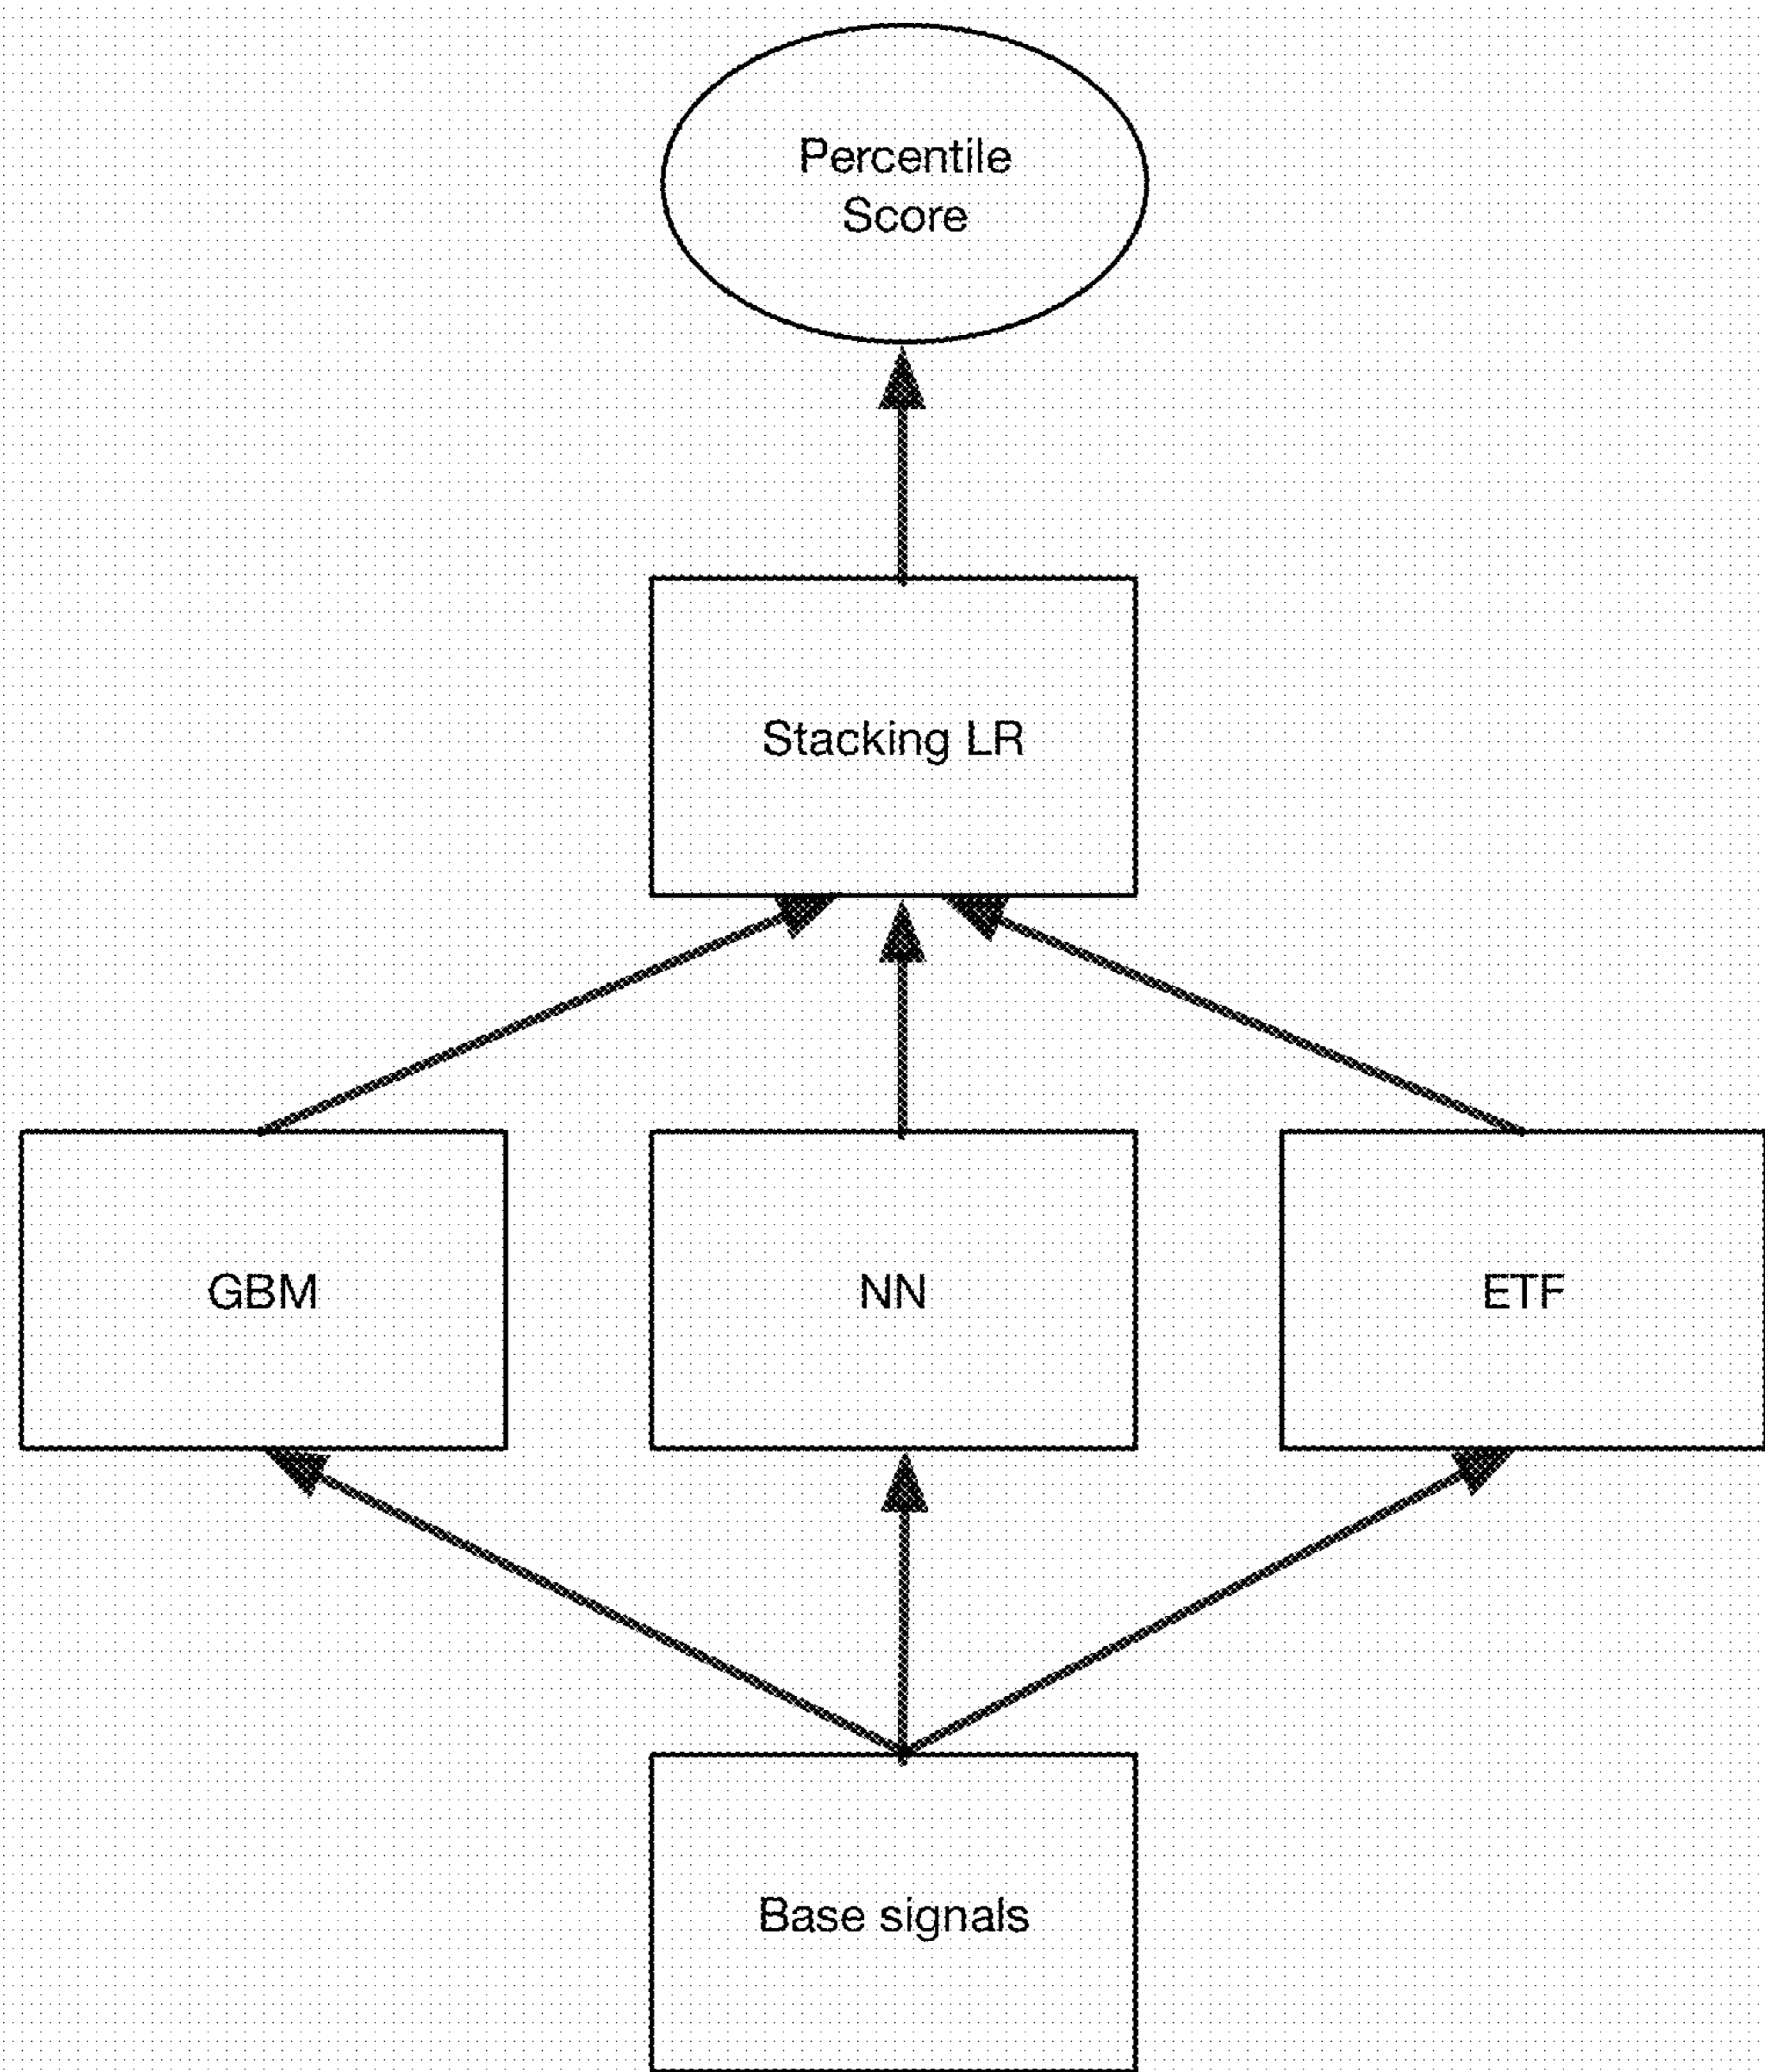 Percentile
Score
Stacking LR
GBM
NN
ETF
Base signals